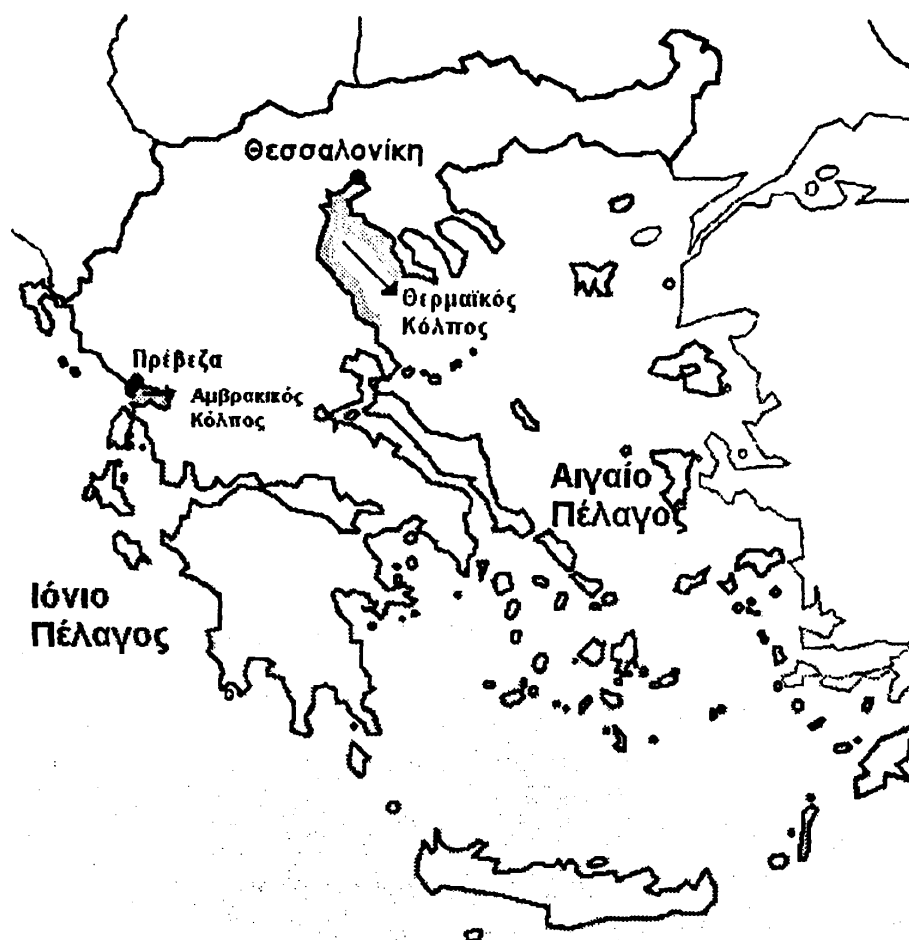 Θεσσαλονίκη
Θερμαϊκός
Κόλπος
Πρέβεζα
Αμβρακικός
Κόλπος
Αιγαίο
Πέλαγος
Ιόνιο
Πέλαγος